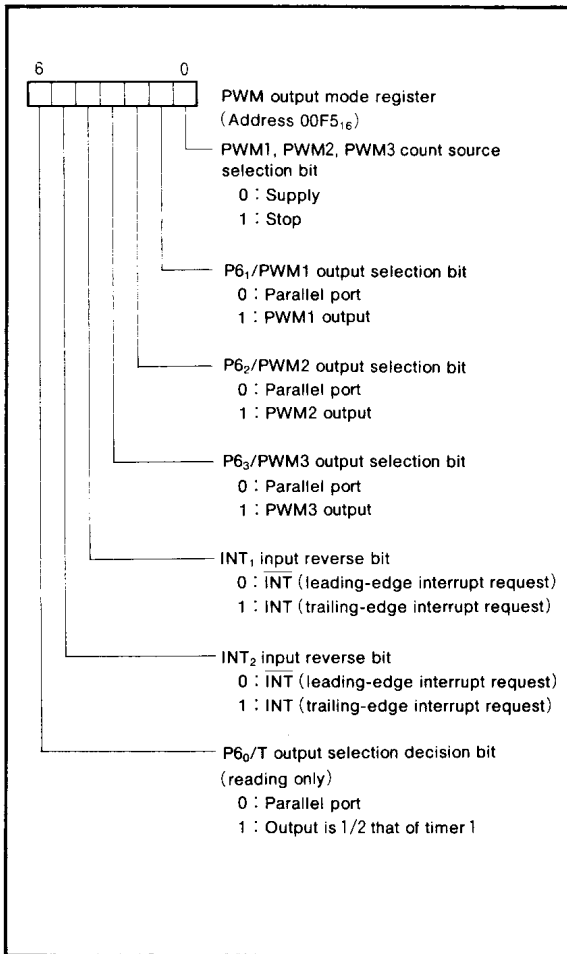 6 0
PWM output mode register
(Address 00F5₁₆)
PWM1, PWM2, PWM3 count source
selection bit
0 : Supply
1 : Stop
P6₁/PWM1 output selection bit
0 : Parallel port
1 : PWM1 output
P6₂/PWM2 output selection bit
0 : Parallel port
1 : PWM2 output
P6₃/PWM3 output selection bit
0 : Parallel port
1 : PWM3 output
INT₁ input reverse bit
0 : I̅N̅T̅ (leading-edge interrupt request)
1 : INT (trailing-edge interrupt request)
INT₂ input reverse bit
0 : I̅N̅T̅ (leading-edge interrupt request)
1 : INT (trailing-edge interrupt request)
P6₀/T output selection decision bit
(reading only)
0 : Parallel port
1 : Output is 1/2 that of timer 1